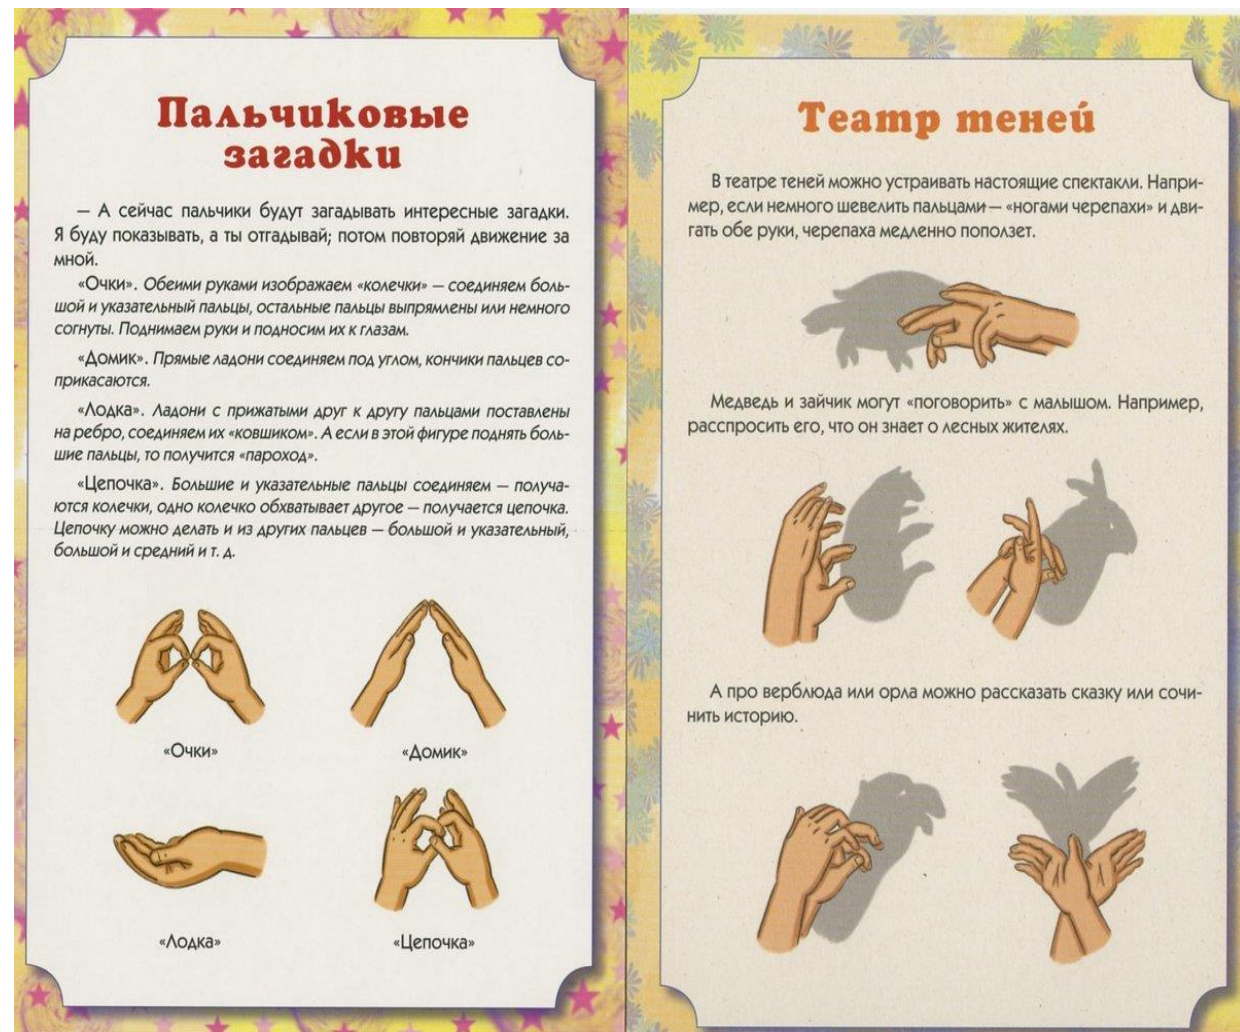 Пальчиковые
загадки
— А сейчас пальчики будут загадывать интересные загадки.
Я буду показывать, а ты отгадывай; потом повторяй движение за
мной.
«Очки». Обеими руками изображаем «колечки» — соединяем боль-
шой и указательный пальцы, остальные пальцы выпрямлены или немного
согнуты. Поднимаем руки и подносим их к глазам.
«Домик». Прямые ладони соединяем под углом, кончики пальцев со-
прикасаются.
«Лодка». Ладони с прижатыми друг к другу пальцами поставлены
на ребро, соединяем их «ковшиком». А если в этой фигуре поднять боль-
шие пальцы, то получится «пароход».
«Цепочка». Большие и указательные пальцы соединяем — получа-
ются колечки, одно колечко обхватывает другое — получается цепочка.
Цепочку можно делать и из других пальцев — большой и указательный,
большой и средний и т. д.
«Очки»
«Домик»
«Лодка»
«Цепочка»
Театр теней
В театре теней можно устраивать настоящие спектакли. Напри-
мер, если немного шевелить пальцами — «ногами черепахи» и дви-
гать обе руки, черепаха медленно поползет.
Медведь и зайчик могут «поговорить» с малышом. Например,
расспросить его, что он знает о лесных жителях.
А про верблюда или орла можно рассказать сказку или сочи-
нить историю.